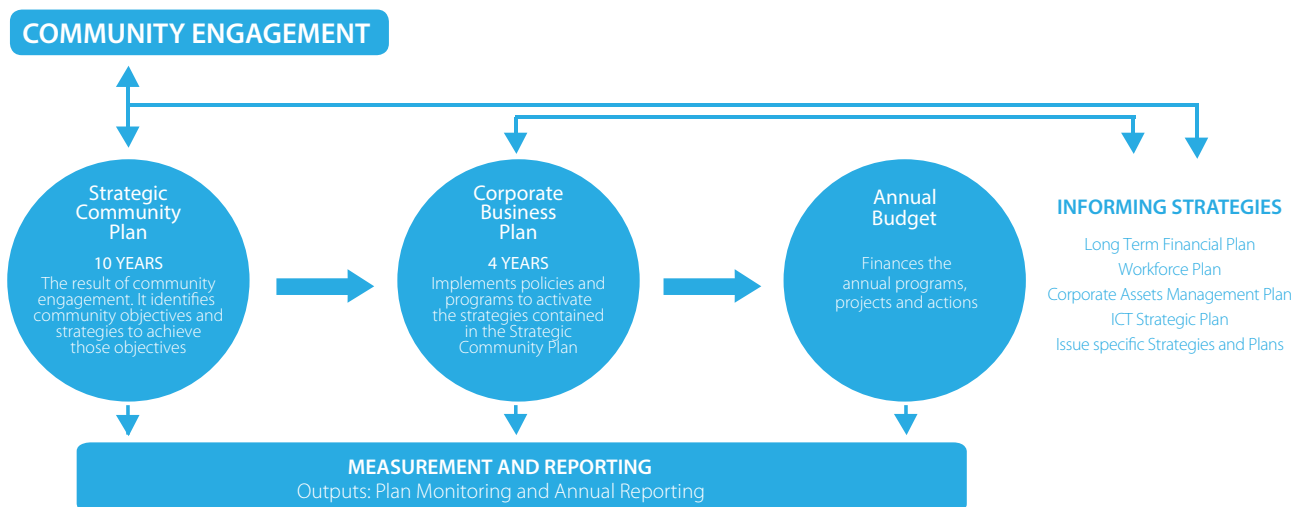 COMMUNITY ENGAGEMENT
Strategic
Community
Plan
10 YEARS
The result of community
engagement. It identifies
community objectives and
strategies to achieve
those objectives
Corporate
Business
Plan
4 YEARS
Implements policies and
programs to activate
the strategies contained
in the Strategic
Community Plan
Annual
Budget
Finances the
annual programs,
projects and actions
INFORMING STRATEGIES
Long Term Financial Plan
Workforce Plan
Corporate Assets Management Plan
ICT Strategic Plan
Issue specific Strategies and Plans
MEASUREMENT AND REPORTING
Outputs: Plan Monitoring and Annual Reporting